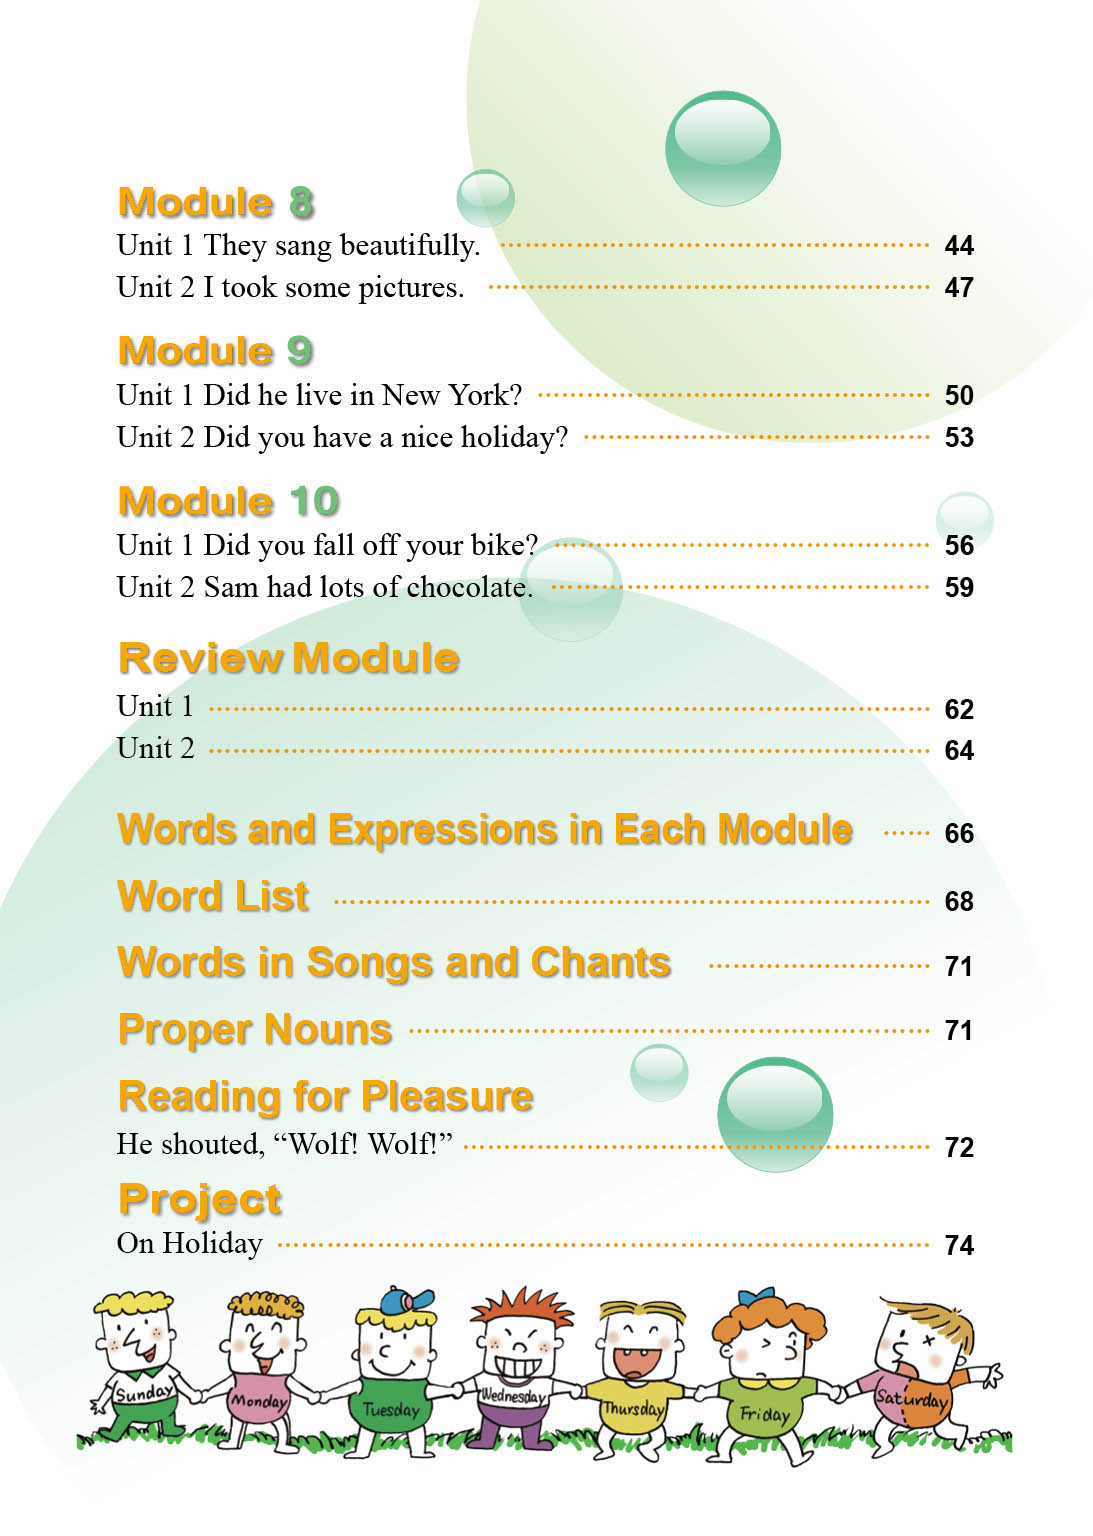 Module 8
Unit 1 They sang beautifully. 44
Unit 2 I took some pictures. 47
Module 9
Unit 1 Did he live in New York? 50
Unit 2 Did you have a nice holiday? 53
Module 10
Unit 1 Did you fall off your bike? 56
Unit 2 Sam had lots of chocolate. 59
Review Module
Unit 1 62
Unit 2 64
Words and Expressions in Each Module 66
Word List 68
Words in Songs and Chants 71
Proper Nouns 71
Reading for Pleasure
He shouted, “Wolf! Wolf!” 72
Project
On Holiday 74
Sunday Monday Tuesday Wednesday Thursday Friday Saturday